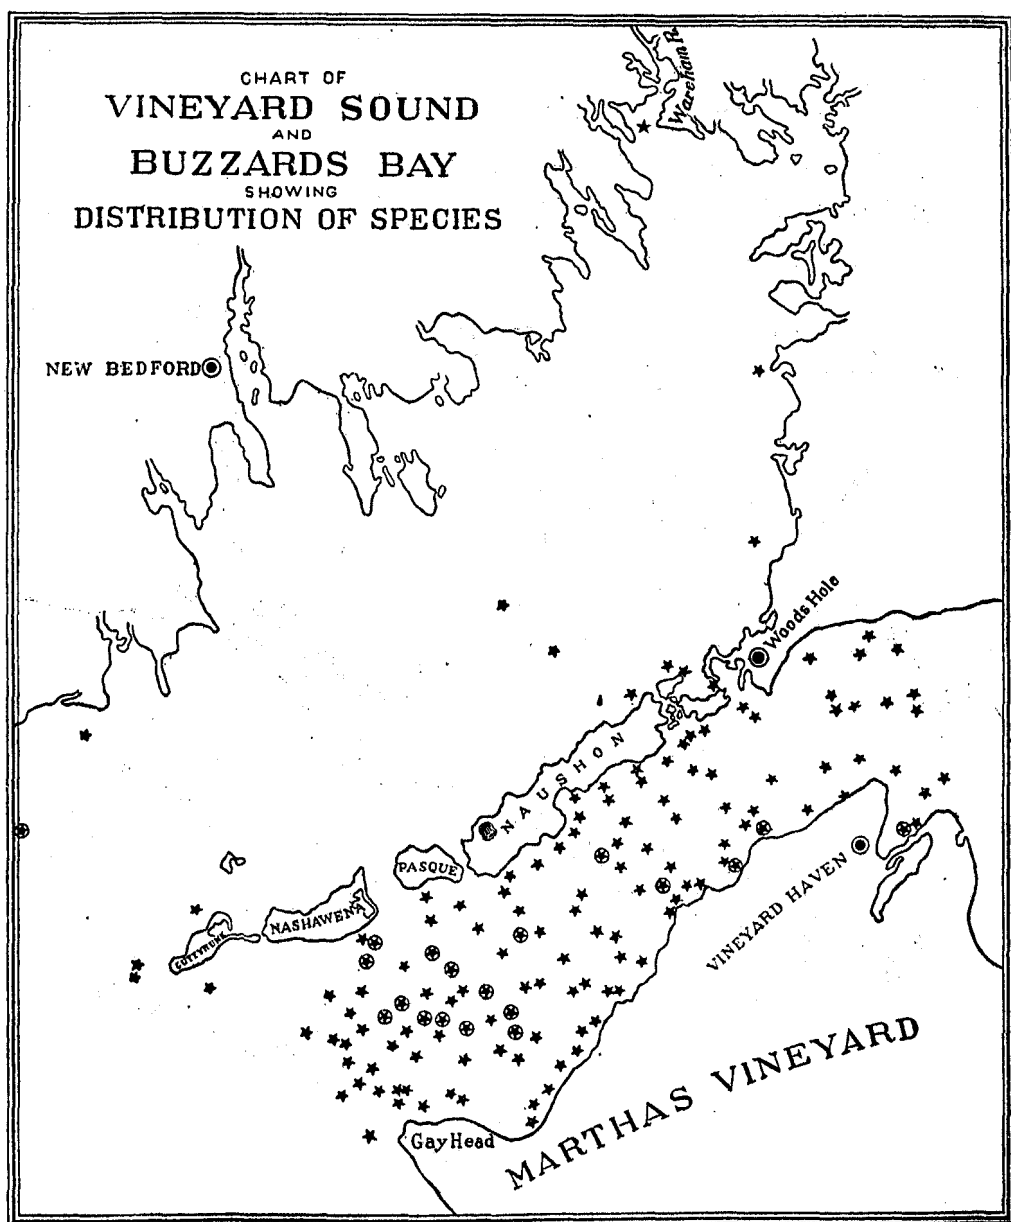 CHART OF
VINEYARD SOUND
AND
BUZZARDS BAY
SHOWING
DISTRIBUTION OF SPECIES
Wareham R.
NEW BEDFORD
Woods Hole
NAUSHON
PASQUE
NASHAWENA
CUTTYHUNK
VINEYARD HAVEN
MARTHAS VINEYARD
Gay Head